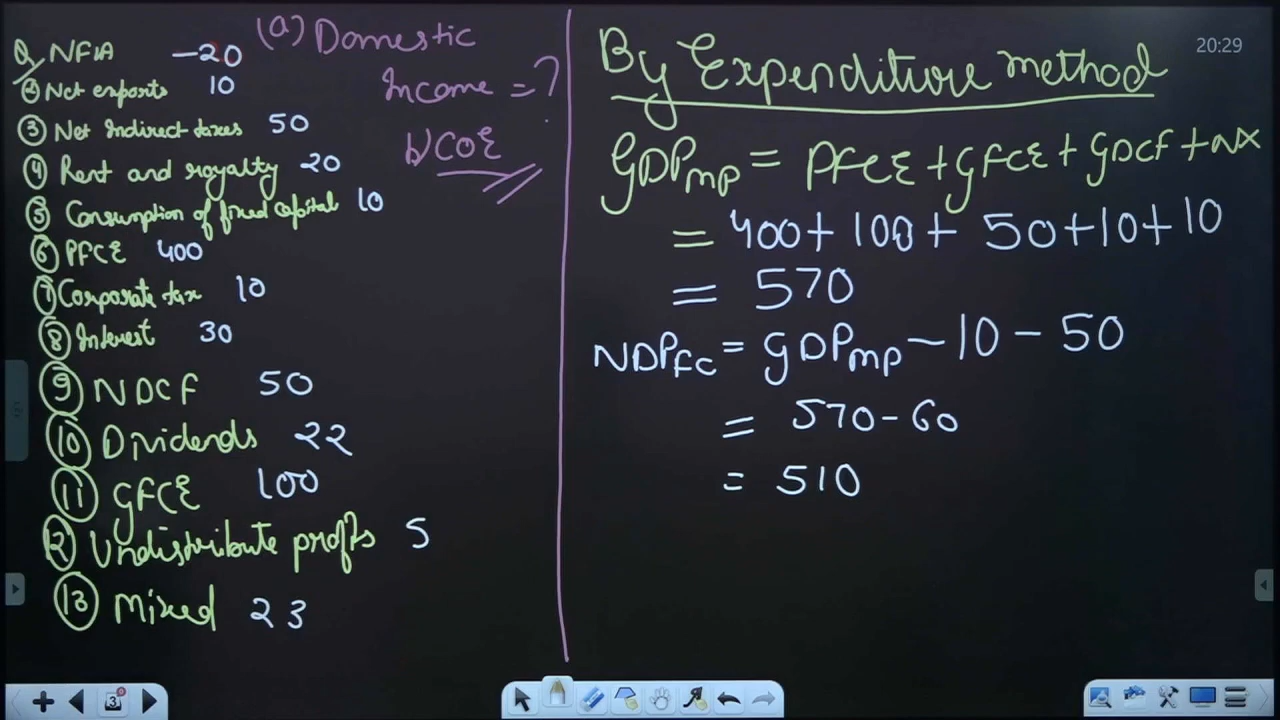 Q NFIA -20
② Net exports 10
③ Net Indirect taxes 50
④ Rent and royalty 20
⑤ Consumption of fixed capital 10
⑥ PFCE 400
⑦ Corporate tax 10
⑧ Interest 30
⑨ NDCF 50
⑩ Dividends 22
⑪ GFCE 100
⑫ Undistribute profits 5
⑬ Mixed 23
(a) Domestic
Income = ?
COE
By Expenditure method
GDPMP = PFCE + GFCE + GDCF + NX
= 400 + 100 + 50 + 10 + 10
= 570
NDPFC = GDPMP - 10 - 50
= 570 - 60
= 510
20:29
3